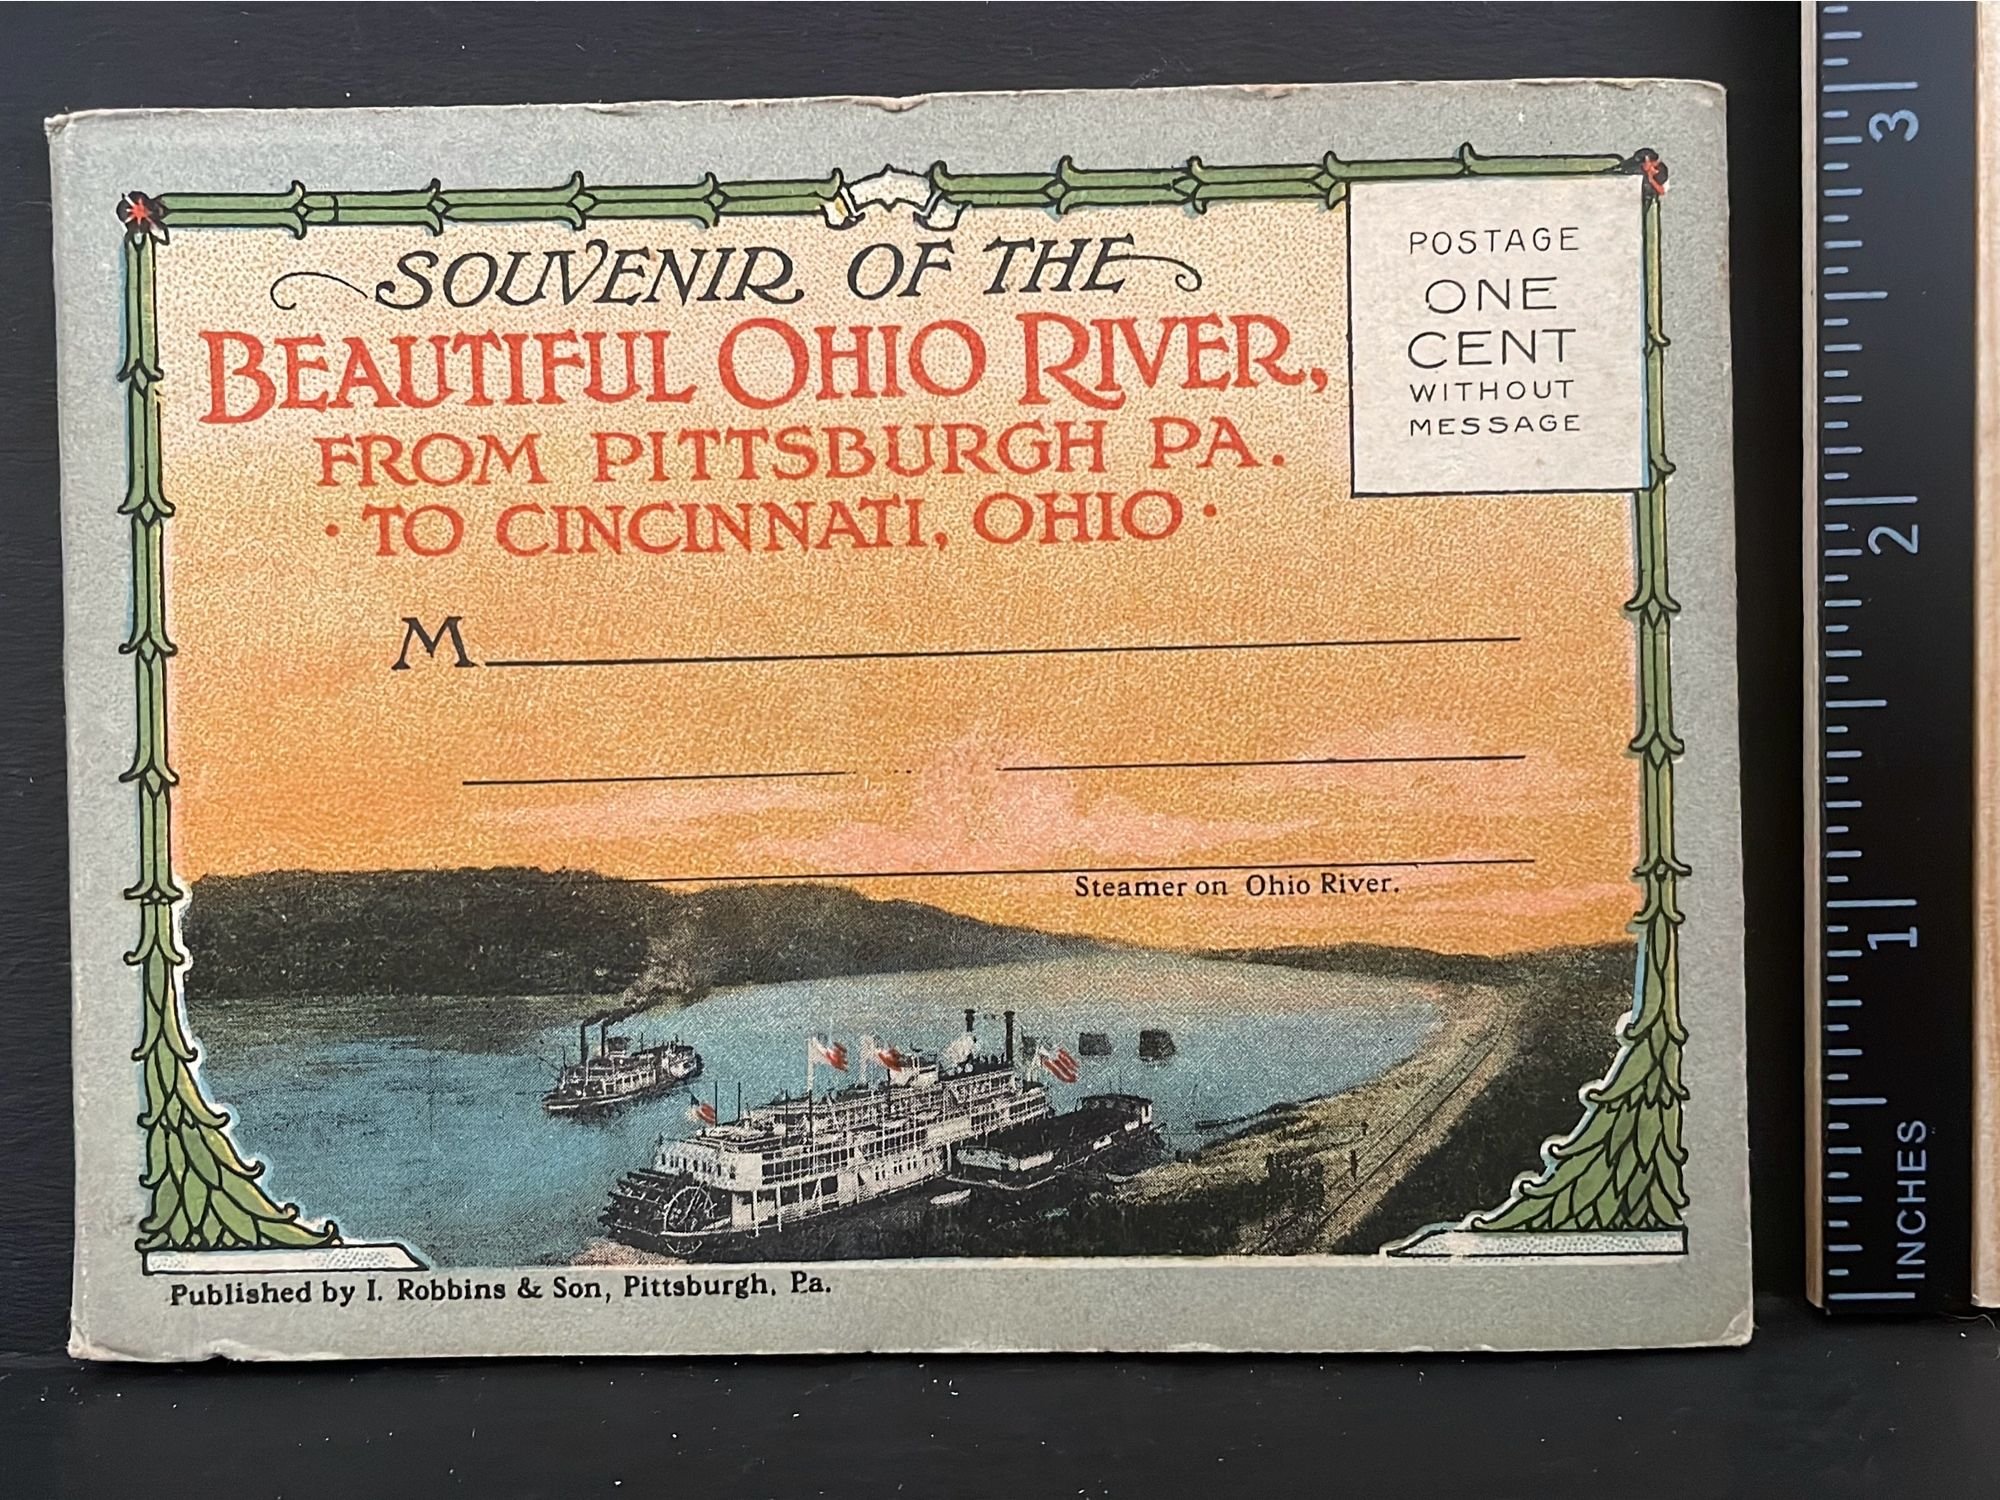 SOUVENIR OF THE
BEAUTIFUL OHIO RIVER,
FROM PITTSBURGH PA.
· TO CINCINNATI, OHIO ·
POSTAGE
ONE
CENT
WITHOUT
MESSAGE
M
Steamer on Ohio River.
Published by I. Robbins & Son, Pittsburgh, Pa.
3
2
1
INCHES